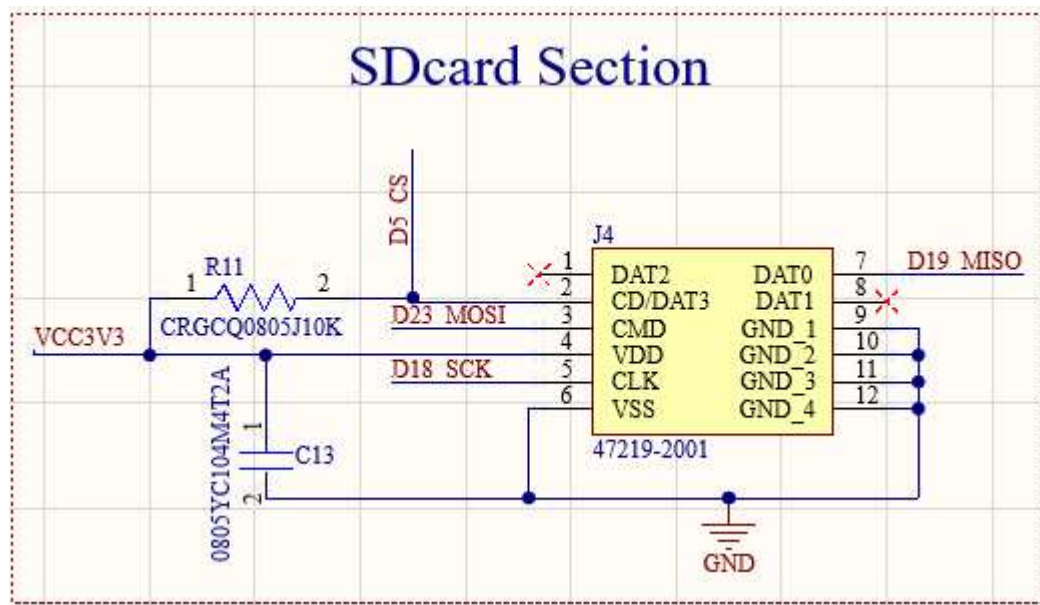 SDcard Section
D5 CS
J4
R11
1 2
CRGCQ0805J10K
VCC3V3
D23 MOSI
D18 SCK
1 DAT2 DAT0 7 D19 MISO
2 CD/DAT3 DAT1 8
3 CMD GND_1 9
4 VDD GND_2 10
5 CLK GND_3 11
6 VSS GND_4 12
47219-2001
0805YC104M4T2A
1
C13
2
GND